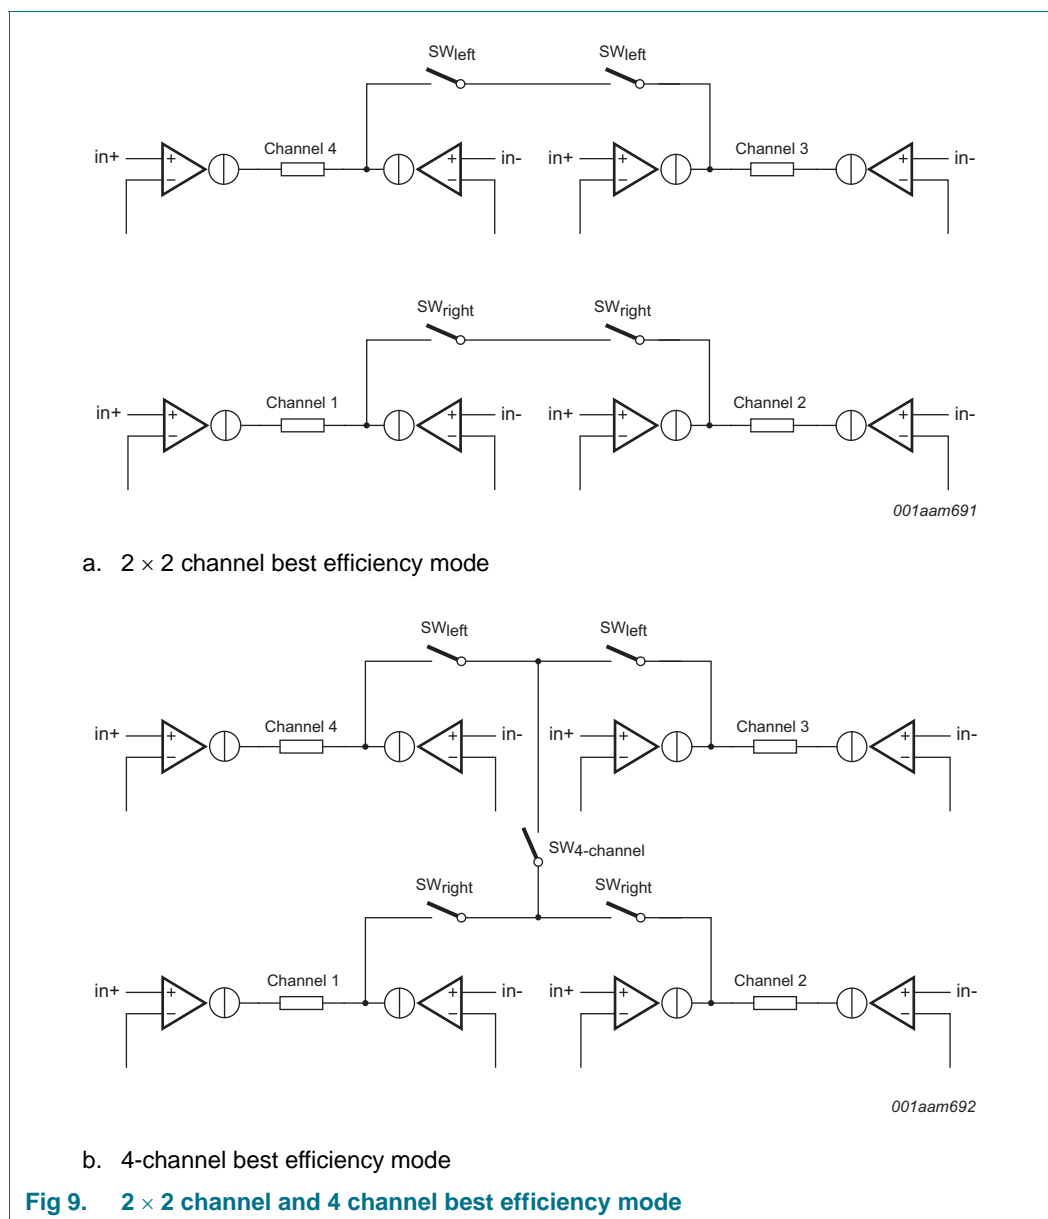 SWleft SWleft
Channel 4 Channel 3
in+ + − + − in- in+ + − + − in-
SWright SWright
Channel 1 Channel 2
in+ + − + − in- in+ + − + − in-
001aam691
a. 2 × 2 channel best efficiency mode
SWleft SWleft
Channel 4 Channel 3
in+ + − + − in- in+ + − + − in-
SW4-channel
SWright SWright
Channel 1 Channel 2
in+ + − + − in- in+ + − + − in-
001aam692
b. 4-channel best efficiency mode
Fig 9. 2 × 2 channel and 4 channel best efficiency mode